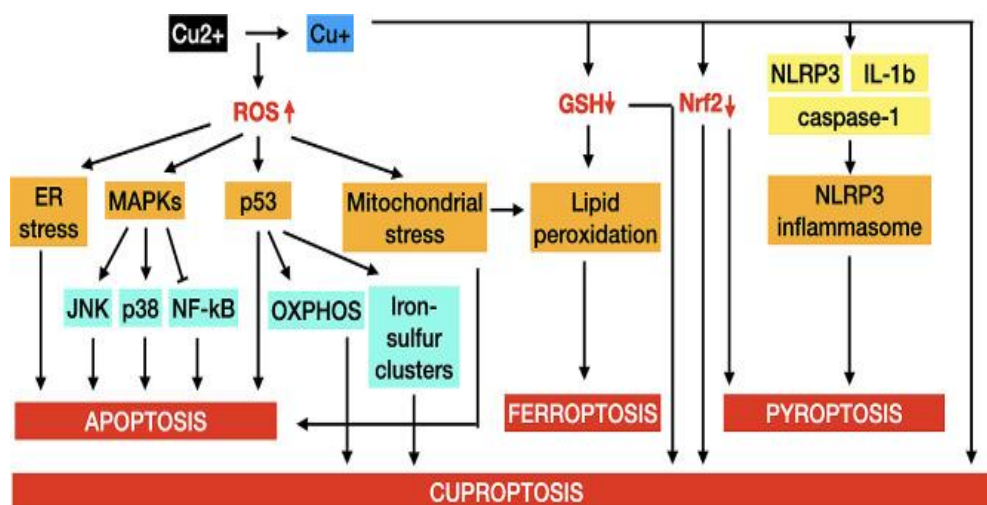 Cu2+
Cu+
ROS
GSH
Nrf2
NLRP3
IL-1b
caspase-1
ER
stress
MAPKs
p53
Mitochondrial
stress
Lipid
peroxidation
NLRP3
inflammasome
JNK
p38
NF-kB
OXPHOS
Iron-
sulfur
clusters
APOPTOSIS
FERROPTOSIS
PYROPTOSIS
CUPROPTOSIS